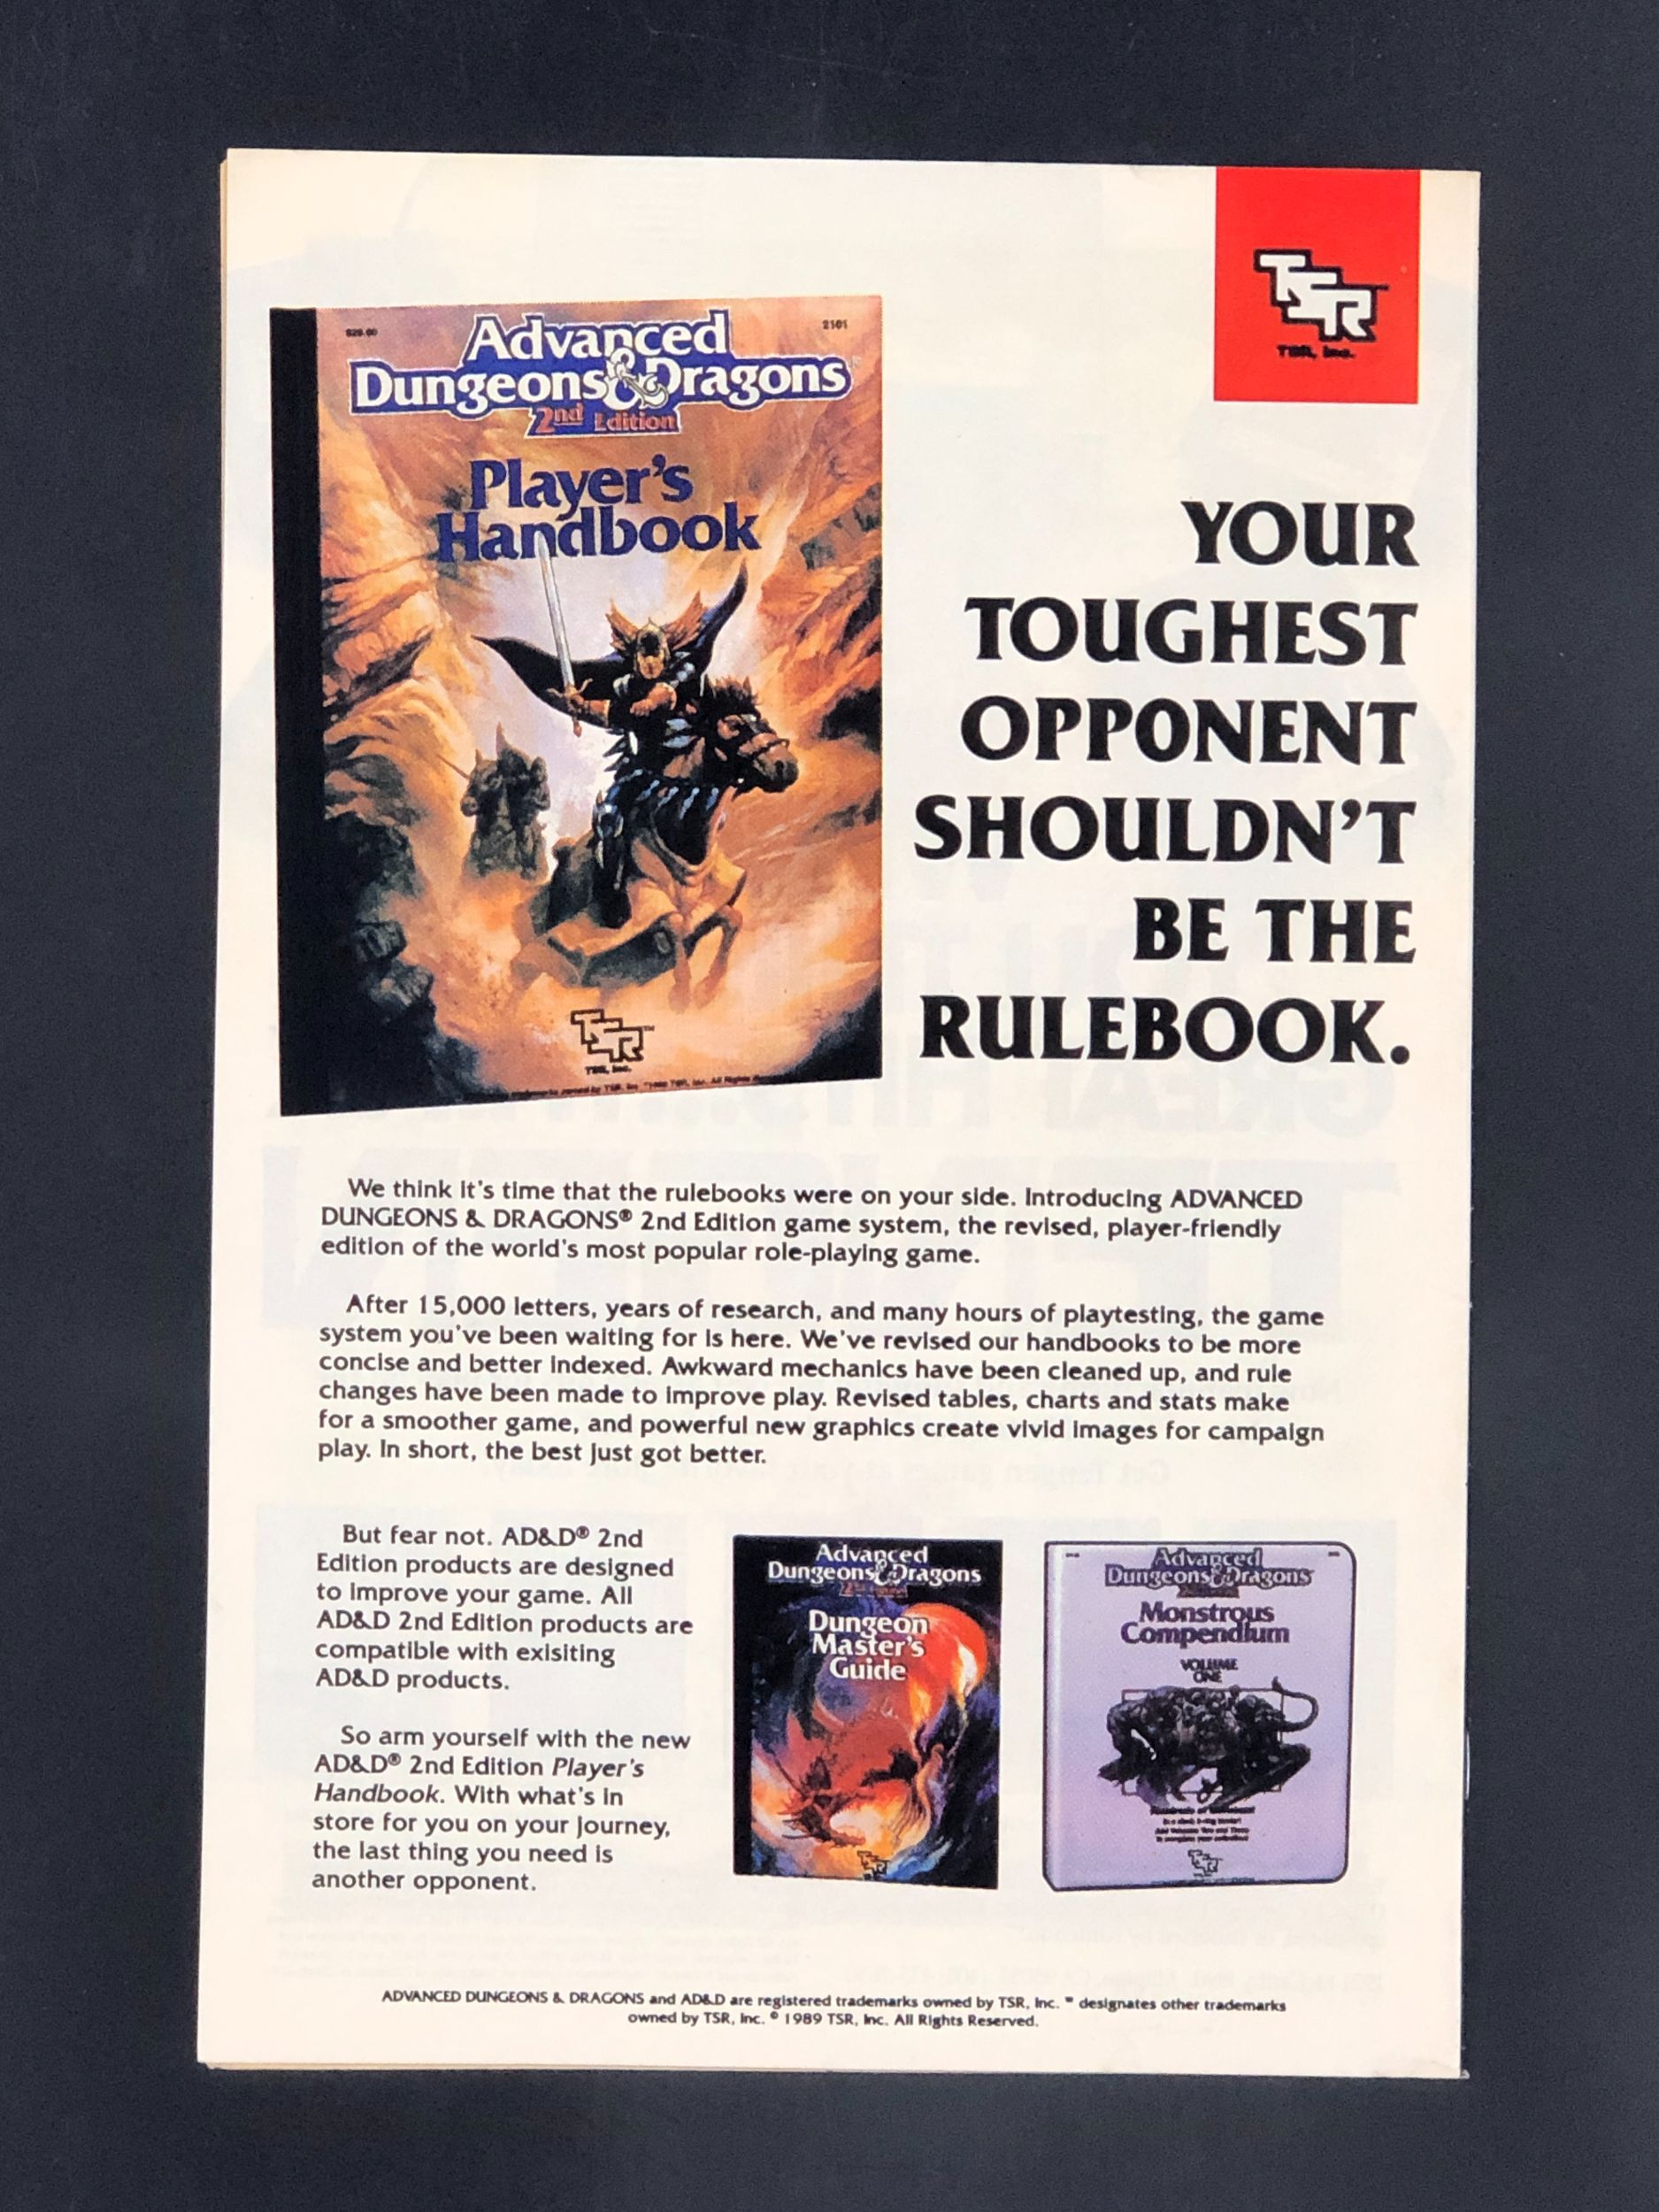 TSR
TSR, Inc.
2101
Advanced
Dungeons & Dragons
2nd Edition
Player's
Handbook
TSR™
TSR, Inc.
YOUR
TOUGHEST
OPPONENT
SHOULDN'T
BE THE
RULEBOOK.
We think it's time that the rulebooks were on your side. Introducing ADVANCED
DUNGEONS & DRAGONS® 2nd Edition game system, the revised, player-friendly
edition of the world's most popular role-playing game.
After 15,000 letters, years of research, and many hours of playtesting, the game
system you've been waiting for is here. We've revised our handbooks to be more
concise and better indexed. Awkward mechanics have been cleaned up, and rule
changes have been made to improve play. Revised tables, charts and stats make
for a smoother game, and powerful new graphics create vivid images for campaign
play. In short, the best just got better.
But fear not. AD&D® 2nd
Edition products are designed
to improve your game. All
AD&D 2nd Edition products are
compatible with exisiting
AD&D products.
So arm yourself with the new
AD&D® 2nd Edition Player's
Handbook. With what's in
store for you on your journey,
the last thing you need is
another opponent.
Advanced
Dungeons & Dragons
Dungeon
Master's
Guide
TSR
Advanced
Dungeons & Dragons
Monstrous
Compendium
VOLUME
ONE
TSR
ADVANCED DUNGEONS & DRAGONS and AD&D are registered trademarks owned by TSR, Inc. ™ designates other trademarks
owned by TSR, Inc. © 1989 TSR, Inc. All Rights Reserved.